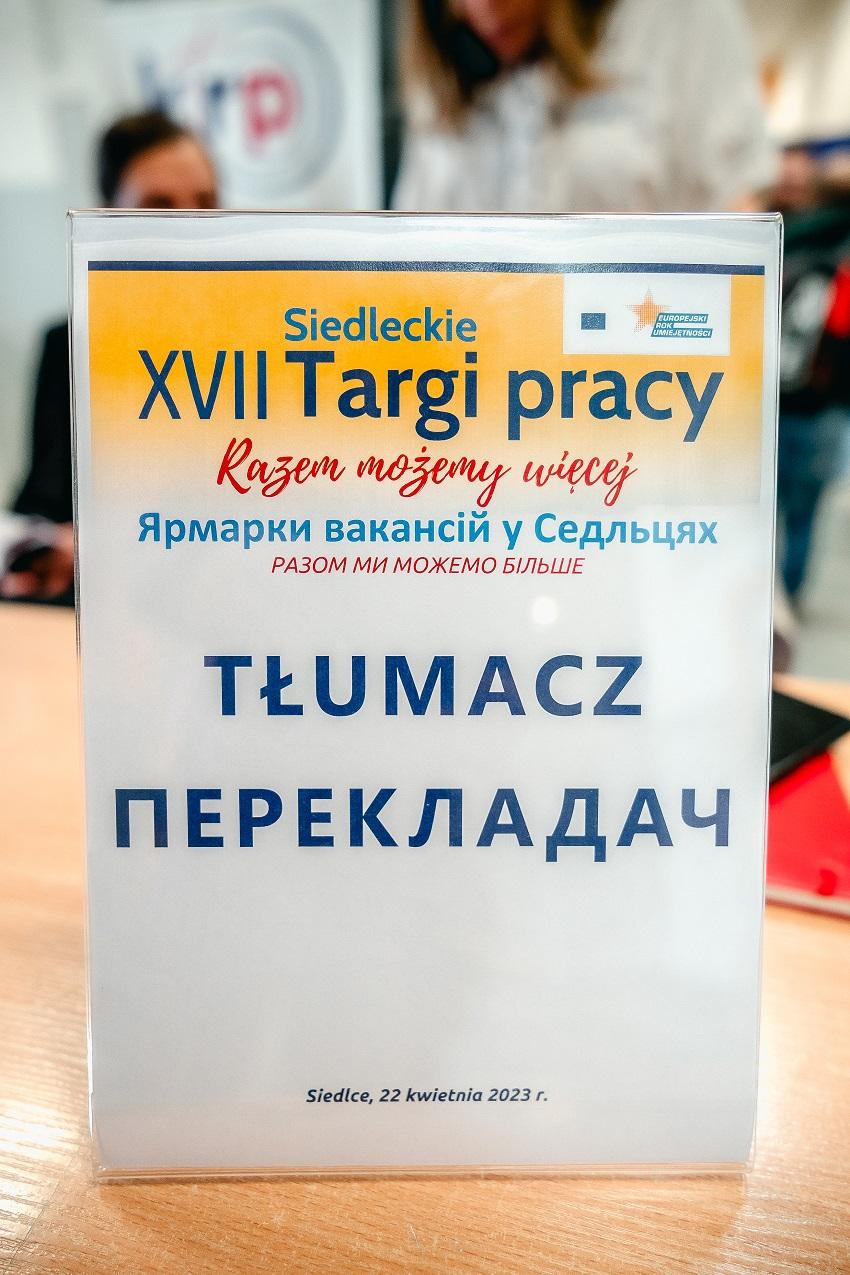 krp
Siedleckie
XVII Targi pracy
EUROPEJSKI
ROK
UMIEJĘTNOŚCI
Razem możemy więcej
Ярмарки вакансій у Седльцях
РАЗОМ МИ МОЖЕМО БІЛЬШЕ
TŁUMACZ
ПЕРЕКЛАДАЧ
Siedlce, 22 kwietnia 2023 r.